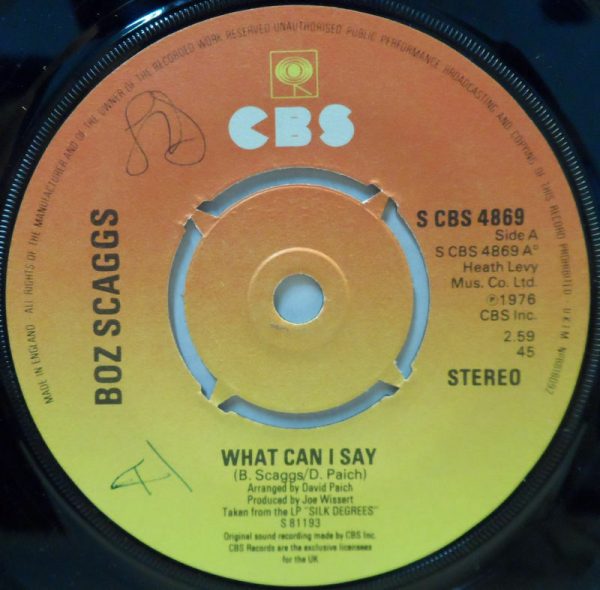 MADE IN ENGLAND · ALL RIGHTS OF THE MANUFACTURER AND OF THE OWNER OF THE RECORDED WORK RESERVED UNAUTHORISED PUBLIC PERFORMANCE BROADCASTING AND COPYING OF THIS RECORD PROHIBITED
CBS
BOZ SCAGGS
S CBS 4869
Side A
S CBS 4869 A°
Heath Levy
Mus. Co. Ltd.
℗1976
CBS Inc.
2.59
45
STEREO
WHAT CAN I SAY
(B. Scaggs/D. Paich)
Arranged by David Paich
Produced by Joe Wissert
Taken from the LP "SILK DEGREES"
S 81193
Original sound recording made by CBS Inc.
CBS Records are the exclusive licensees
for the UK